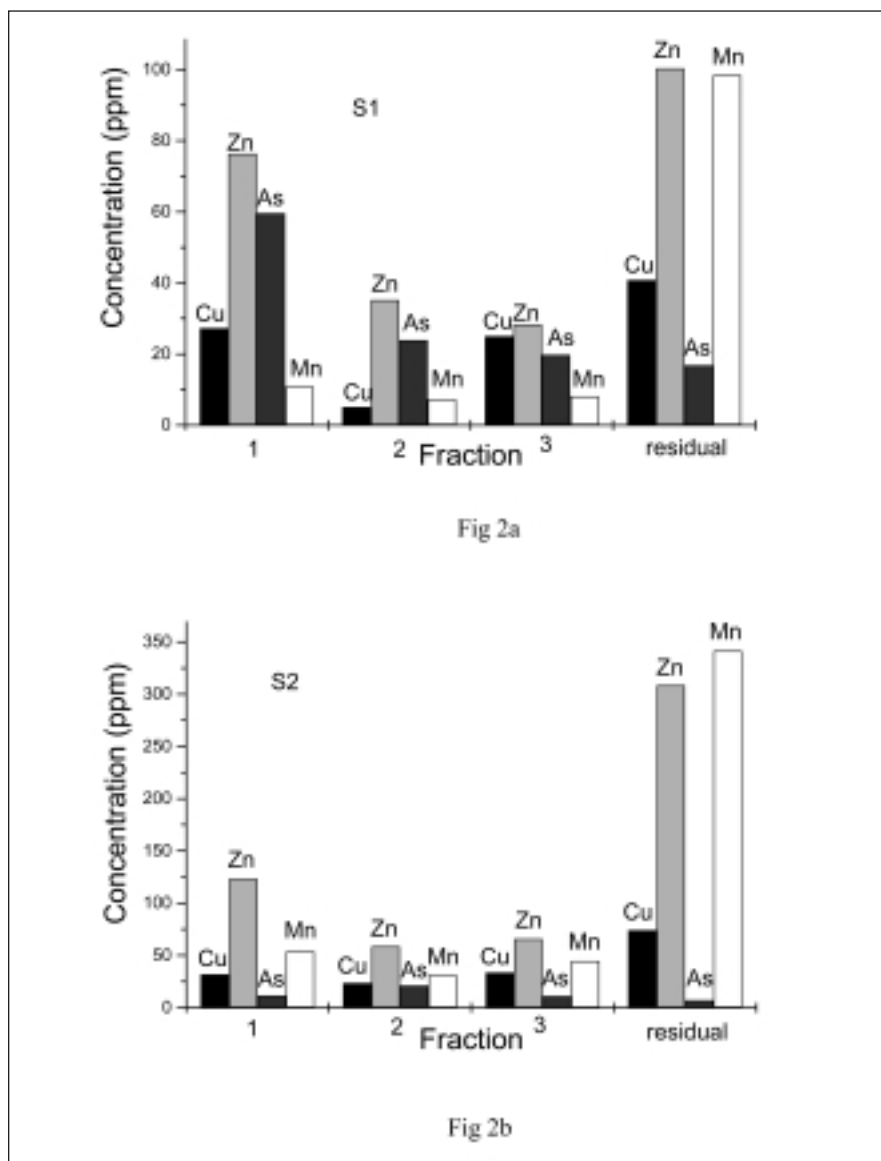 Concentration (ppm)
100
80
60
40
20
0
S1
Cu
Zn
As
Mn
Cu
Zn
As
Mn
Cu
Zn
As
Mn
Cu
Zn
As
Mn
1
2
3
residual
Fraction
Fig 2a
Concentration (ppm)
350
300
250
200
150
100
50
0
S2
Cu
Zn
As
Mn
Cu
Zn
As
Mn
Cu
Zn
As
Mn
Cu
Zn
As
Mn
1
2
3
residual
Fraction
Fig 2b